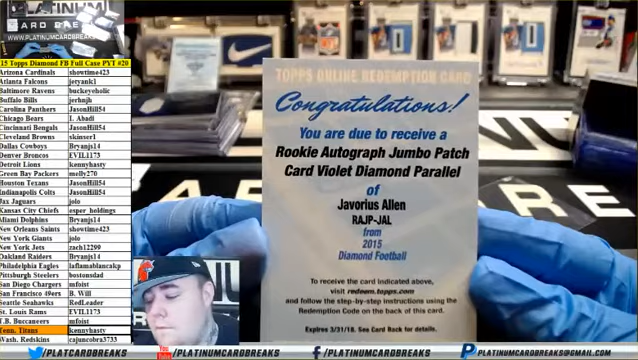 PLATINUM
CARD BREAK
15 Topps Diamond FB Full Case PYT #20
Arizona Cardinals showtime423
Atlanta Falcons jetyank1
Baltimore Ravens buckeyeholic
Buffalo Bills jerhnjh
Carolina Panthers JasonHill54
Chicago Bears I. Abadi
Cincinnati Bengals JasonHill54
Cleveland Browns skinser1
Dallas Cowboys Bryanjs14
Denver Broncos EVIL1173
Detroit Lions kennyhasty
Green Bay Packers melly270
Houston Texans JasonHill54
Indianapolis Colts JasonHill54
Jax Jaguars jolo
Kansas City Chiefs esper_holdings
Miami Dolphins Bryanjs14
New Orleans Saints showtime423
New York Giants jolo
New York Jets zach12299
Oakland Raiders Bryanjs14
Philadelphia Eagles laflamablancakp
Pittsburgh Steelers bostonsdad
San Diego Chargers mfoist
San Francisco 49ers B. Will
Seattle Seahawks RedLeader
St. Louis Rams EVIL1173
T.B. Buccaneers mfoist
Tenn. Titans kennyhasty
Wash. Redskins cajuncobra3733
TOPPS ONLINE REDEMPTION CARD
Congratulations!
You are due to receive a
Rookie Autograph Jumbo Patch
Card Violet Diamond Parallel
of
Javorius Allen
RAJP-JAL
from
2015
Diamond Football
To receive the card indicated above,
visit redeem.topps.com
and follow the step-by-step instructions using the
Redemption Code on the back of this card.
Expires 3/31/18. See Card Back for details.
@PLATCARDBREAKS
/PLATINUMCARDBREAKS
/PLATINUMCARDBREAKS
PLATINUMCARDBREAKS@GMAIL.COM